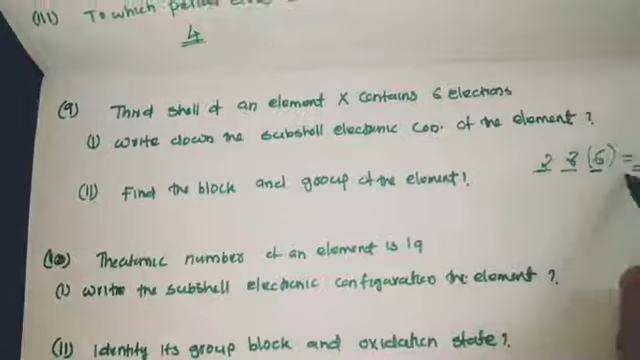 (III) To which period
4
(9) Third shell of an element X contains 6 electrons
(I) write down the subshell electronic con. of the element?
2 8 (6) =
(II) Find the block and group of the element?
(10) The atomic number of an element is 19
(I) write the subshell electronic configuration the element?
(II) Identify its group block and oxidation state?